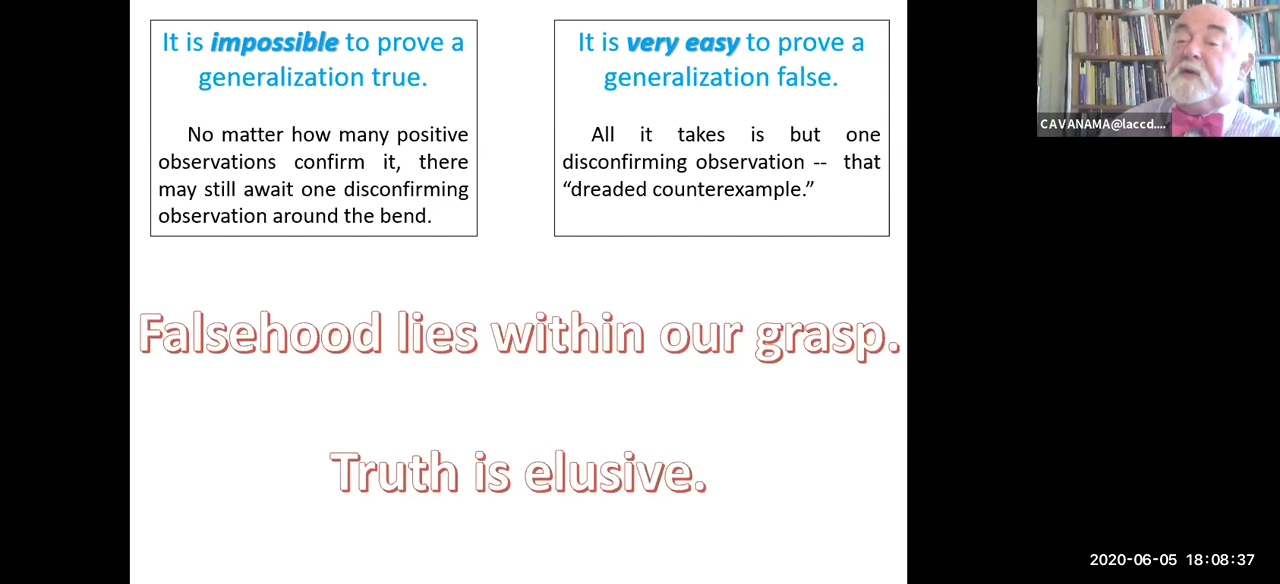 It is impossible to prove a
generalization true.
No matter how many positive
observations confirm it, there
may still await one disconfirming
observation around the bend.
It is very easy to prove a
generalization false.
All it takes is but one
disconfirming observation -- that
“dreaded counterexample.”
Falsehood lies within our grasp.
Truth is elusive.
CAVANAMA@laccd....
2020-06-05 18:08:37